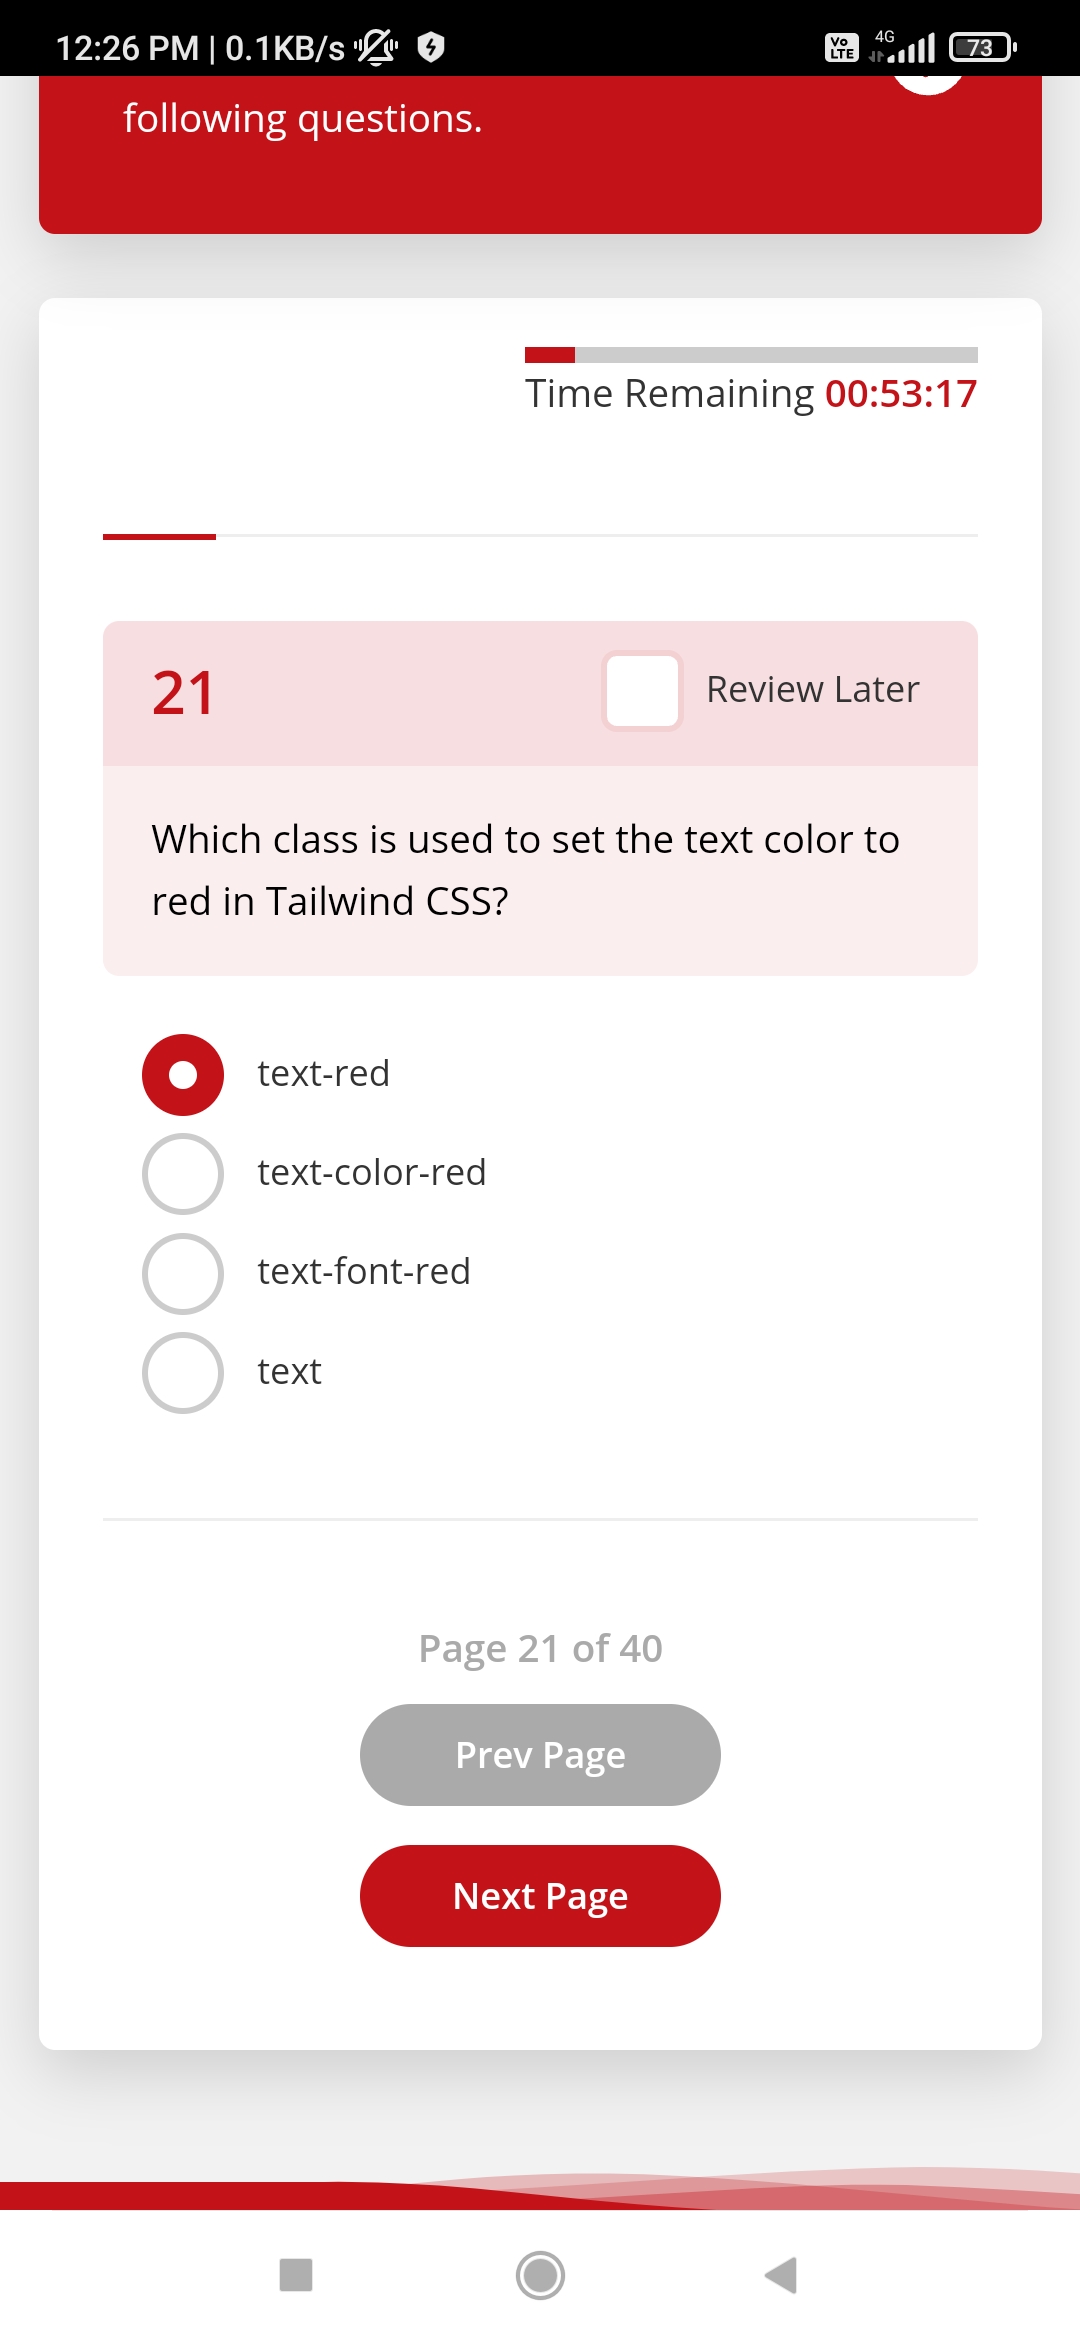 12:26 PM | 0.1KB/s
Vo LTE
4G
73
following questions.
Time Remaining 00:53:17
21
Review Later
Which class is used to set the text color to
red in Tailwind CSS?
text-red
text-color-red
text-font-red
text
Page 21 of 40
Prev Page
Next Page